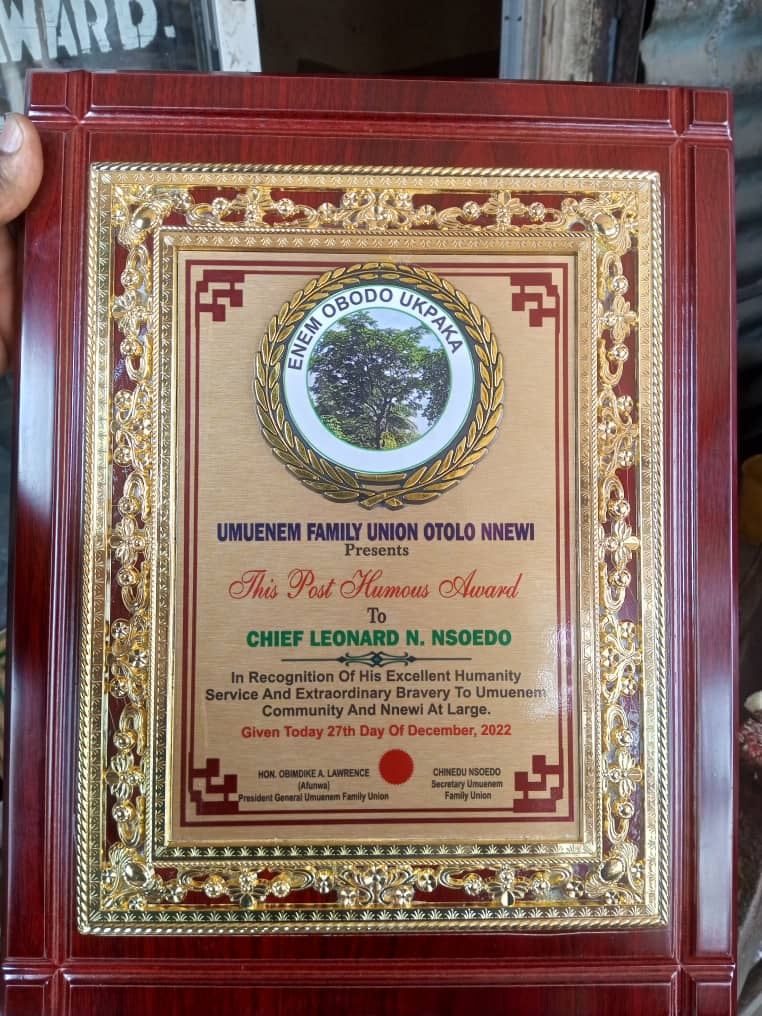 WARD.
ENEM OBODO UKPAKA
UMUENEM FAMILY UNION OTOLO NNEWI
Presents
This Post Humous Award
To
CHIEF LEONARD N. NSOEDO
In Recognition Of His Excellent Humanity
Service And Extraordinary Bravery To Umuenem
Community And Nnewi At Large.
Given Today 27th Day Of December, 2022
HON. OBIMDIKE A. LAWRENCE
(Afunwa)
President General Umuenem Family Union
CHINEDU NSOEDO
Secretary Umuenem
Family Union